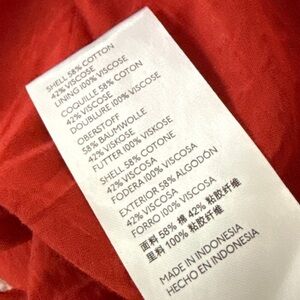 SHELL 58% COTTON
42% VISCOSE
LINING 100% VISCOSE
COQUILLE 58% COTON
42% VISCOSE
DOUBLURE 100% VISCOSE
OBERSTOFF
58% BAUMWOLLE
42% VISKOSE
FUTTER 100% VISKOSE
SHELL 58% COTONE
42% VISCOSA
FODERA 100% VISCOSA
EXTERIOR 58% ALGODÓN
42% VISCOSA
FORRO 100% VISCOSA
面料 58% 棉 42% 粘胶纤维
里料 100% 粘胶纤维
MADE IN INDONESIA
HECHO EN INDONESIA